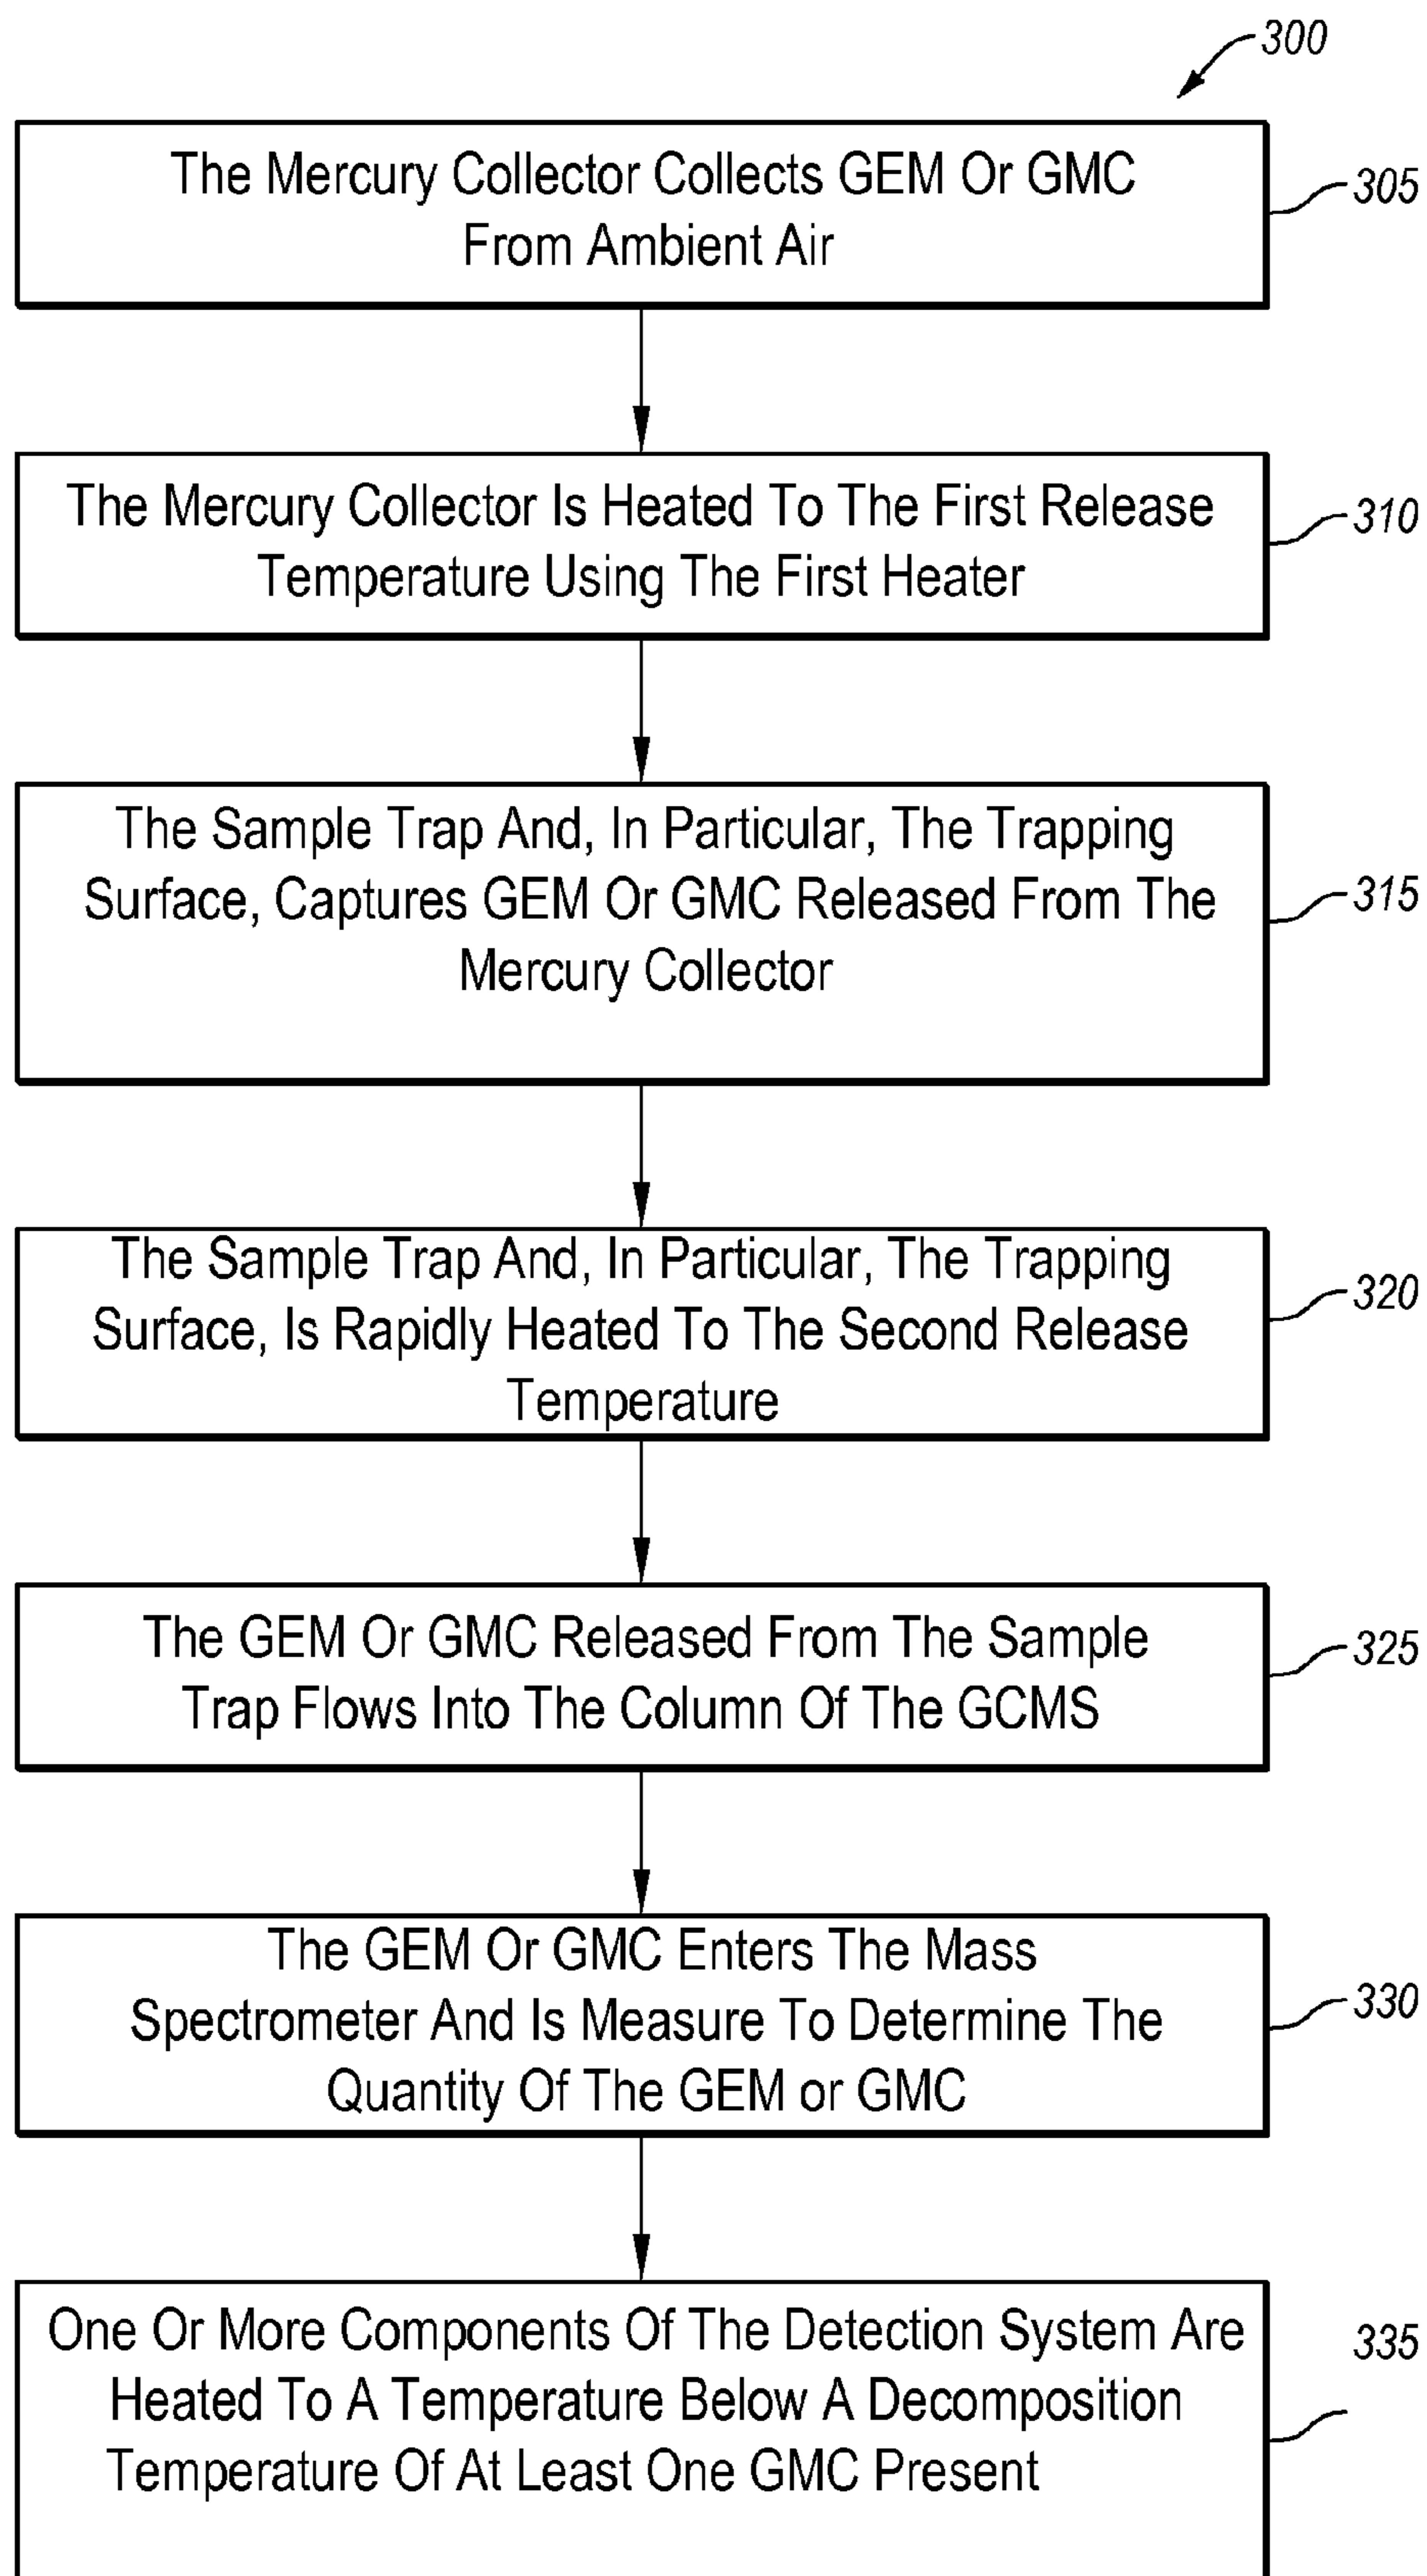 300
The Mercury Collector Collects GEM Or GMC
From Ambient Air
305
The Mercury Collector Is Heated To The First Release
Temperature Using The First Heater
310
The Sample Trap And, In Particular, The Trapping
Surface, Captures GEM Or GMC Released From The
Mercury Collector
315
The Sample Trap And, In Particular, The Trapping
Surface, Is Rapidly Heated To The Second Release
Temperature
320
The GEM Or GMC Released From The Sample
Trap Flows Into The Column Of The GCMS
325
The GEM Or GMC Enters The Mass
Spectrometer And Is Measure To Determine The
Quantity Of The GEM or GMC
330
One Or More Components Of The Detection System Are
Heated To A Temperature Below A Decomposition
Temperature Of At Least One GMC Present
335